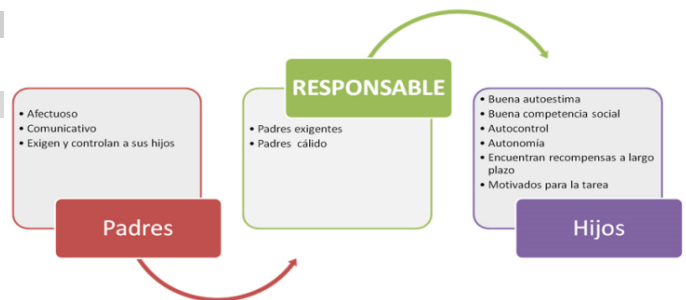 • Afectuoso
• Comunicativo
• Exigen y controlan a sus hijos
Padres
RESPONSABLE
• Padres exigentes
• Padres cálido
• Buena autoestima
• Buena competencia social
• Autocontrol
• Autonomía
• Encuentran recompensas a largo
plazo
• Motivados para la tarea
Hijos